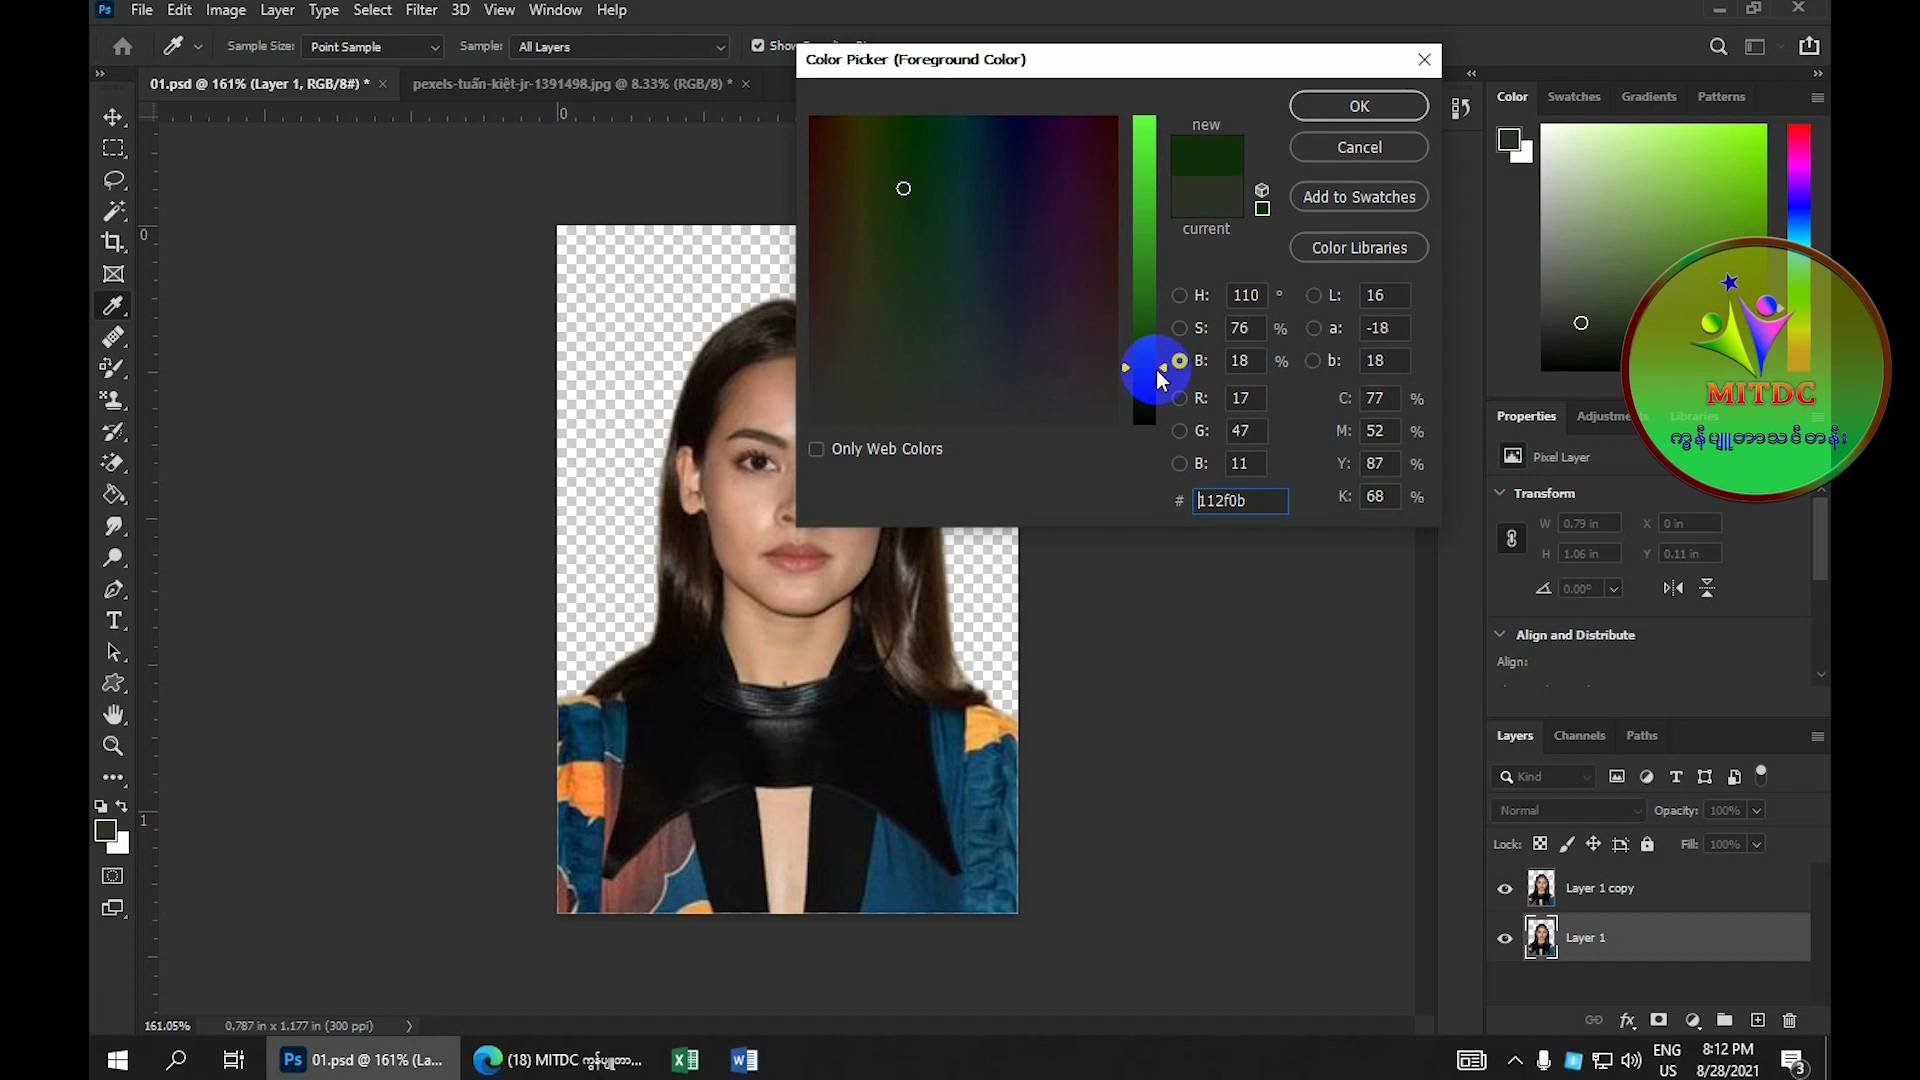 Ps File Edit Image Layer Type Select Filter 3D View Window Help
Sample Size: Point Sample Sample: All Layers
Color Picker (Foreground Color)
01.psd @ 161% (Layer 1, RGB/8#) * pexels-tuấn-kiệt-jr-1391498.jpg @ 8.33% (RGB/8) *
Color Swatches Gradients Patterns
new
OK
Cancel
Add to Swatches
Color Libraries
current
H: 110 ° L: 16
S: 76 % a: -18
B: 18 % b: 18
R: 17 C: 77 %
G: 47 M: 52 %
B: 11 Y: 87 %
# 112f0b K: 68 %
Only Web Colors
0
0
1
MITDC
ကွန်ပျူတာသင်တန်း
Properties Adjustments Libraries
Pixel Layer
Transform
W 0.79 in X 0 in
H 1.06 in Y 0.11 in
0.00°
Align and Distribute
Align:
Layers Channels Paths
Kind
Normal Opacity: 100%
Lock: Fill: 100%
Layer 1 copy
Layer 1
fx
161.05% 0.787 in x 1.177 in (300 ppi)
Ps 01.psd @ 161% (La... (18) MITDC ကွန်ပျူတာ...
ENG
US
8:12 PM
8/28/2021
3